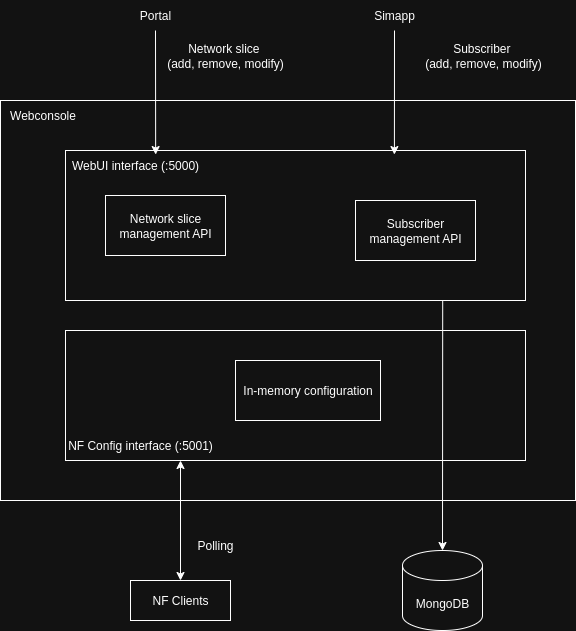 Portal
Simapp
Network slice
(add, remove, modify)
Subscriber
(add, remove, modify)
Webconsole
WebUI interface (:5000)
Network slice
management API
Subscriber
management API
In-memory configuration
NF Config interface (:5001)
Polling
NF Clients
MongoDB